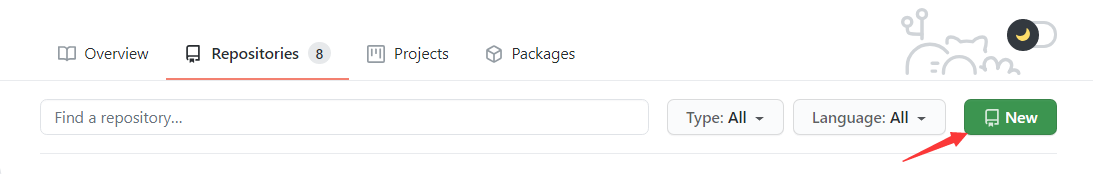 Overview Repositories 8 Projects Packages
Find a repository... Type: All Language: All New